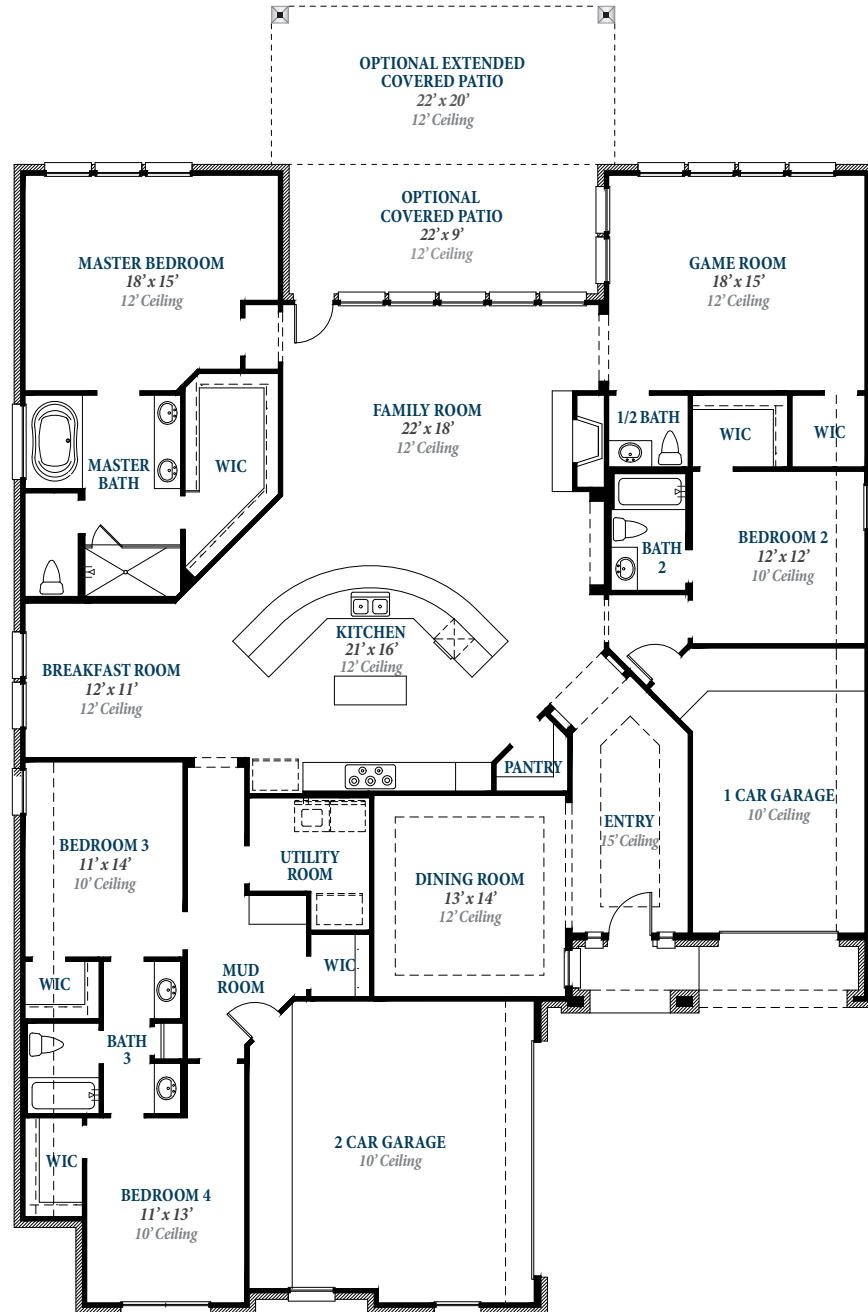 OPTIONAL EXTENDED
COVERED PATIO
22' x 20'
12' Ceiling
OPTIONAL
COVERED PATIO
22' x 9'
12' Ceiling
MASTER BEDROOM
18' x 15'
12' Ceiling
GAME ROOM
18' x 15'
12' Ceiling
FAMILY ROOM
22' x 18'
12' Ceiling
1/2 BATH
WIC
WIC
MASTER
BATH
WIC
BATH
2
BEDROOM 2
12' x 12'
10' Ceiling
KITCHEN
21' x 16'
12' Ceiling
BREAKFAST ROOM
12' x 11'
12' Ceiling
PANTRY
1 CAR GARAGE
10' Ceiling
ENTRY
15' Ceiling
BEDROOM 3
11' x 14'
10' Ceiling
UTILITY
ROOM
DINING ROOM
13' x 14'
12' Ceiling
WIC
MUD
ROOM
WIC
BATH
3
2 CAR GARAGE
10' Ceiling
WIC
BEDROOM 4
11' x 13'
10' Ceiling